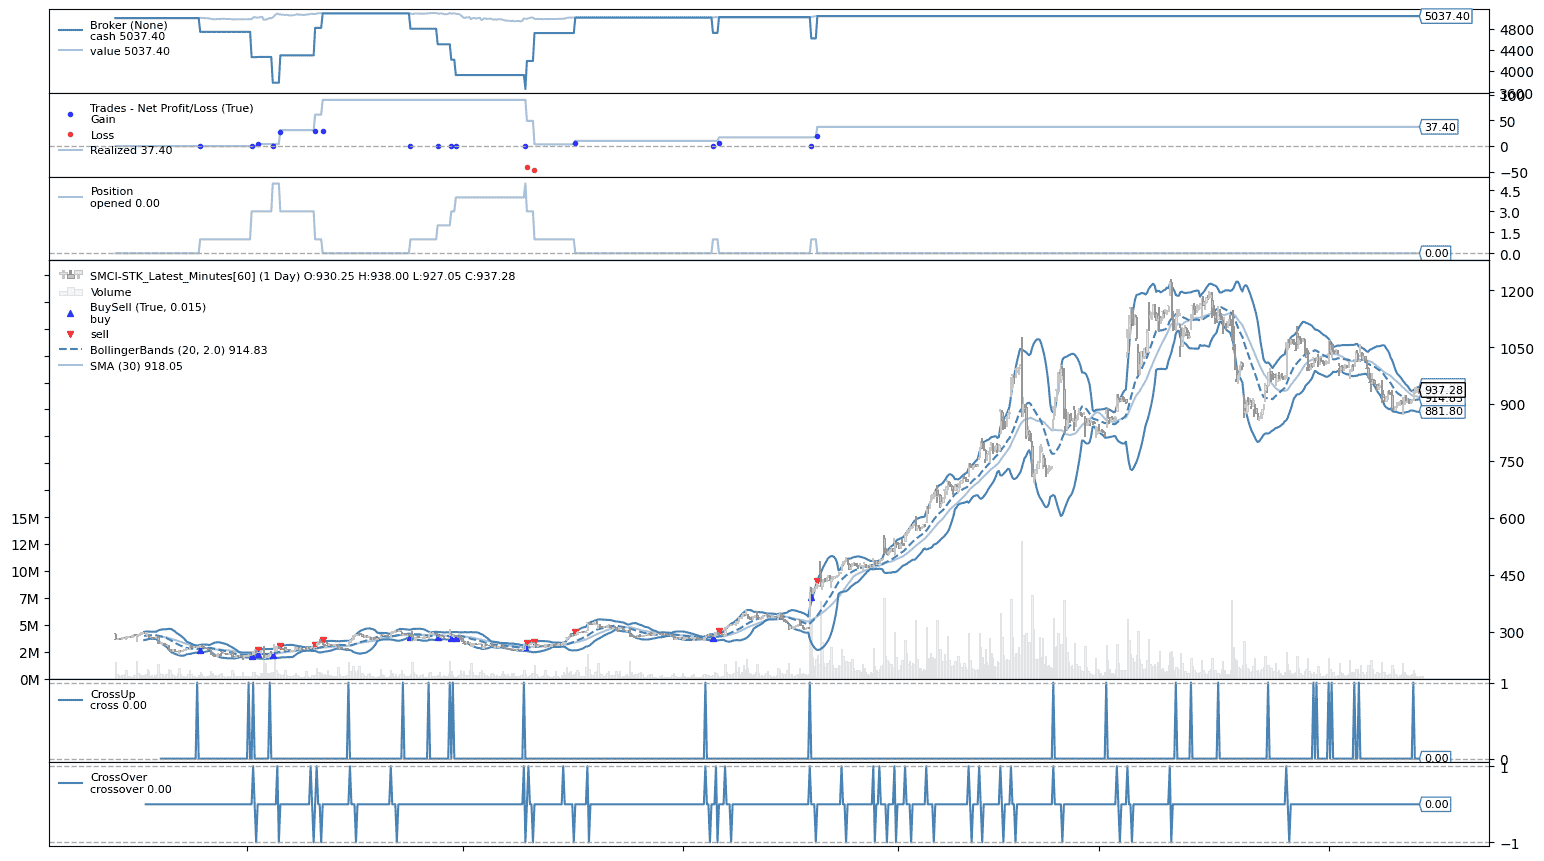 Broker (None)
cash 5037.40
value 5037.40
5037.40
4800
4400
4000
3600
Trades - Net Profit/Loss (True)
Gain
Loss
Realized 37.40
100
50
37.40
0
−50
Position
opened 0.00
4.5
3.0
1.5
0.00
0.0
SMCI-STK_Latest_Minutes[60] (1 Day) O:930.25 H:938.00 L:927.05 C:937.28
Volume
BuySell (True, 0.015)
buy
sell
BollingerBands (20, 2.0) 914.83
SMA (30) 918.05
1200
1050
937.28
914.83
900
881.80
750
600
450
300
15M
12M
10M
7M
5M
2M
0M
CrossUp
cross 0.00
1
0.00
0
CrossOver
crossover 0.00
1
0.00
−1